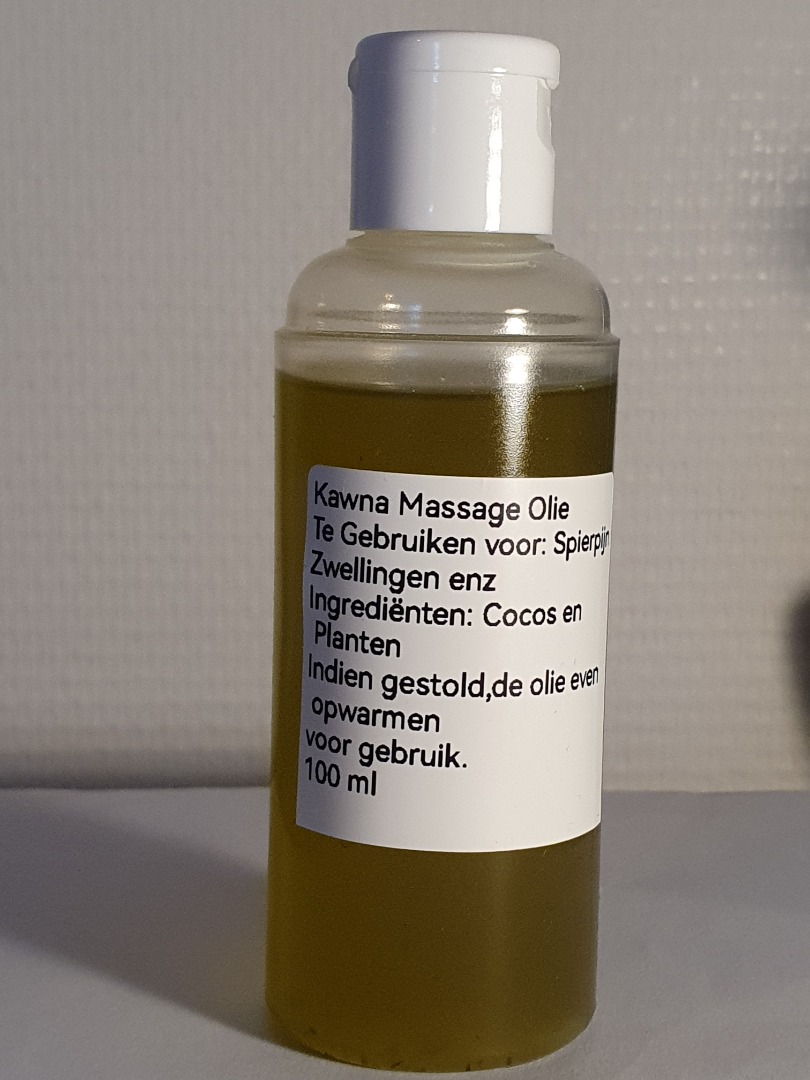 Kawna Massage Olie
Te Gebruiken voor: Spierpijn
Zwellingen enz
Ingrediënten: Cocos en
Planten
Indien gestold,de olie even
opwarmen
voor gebruik.
100 ml